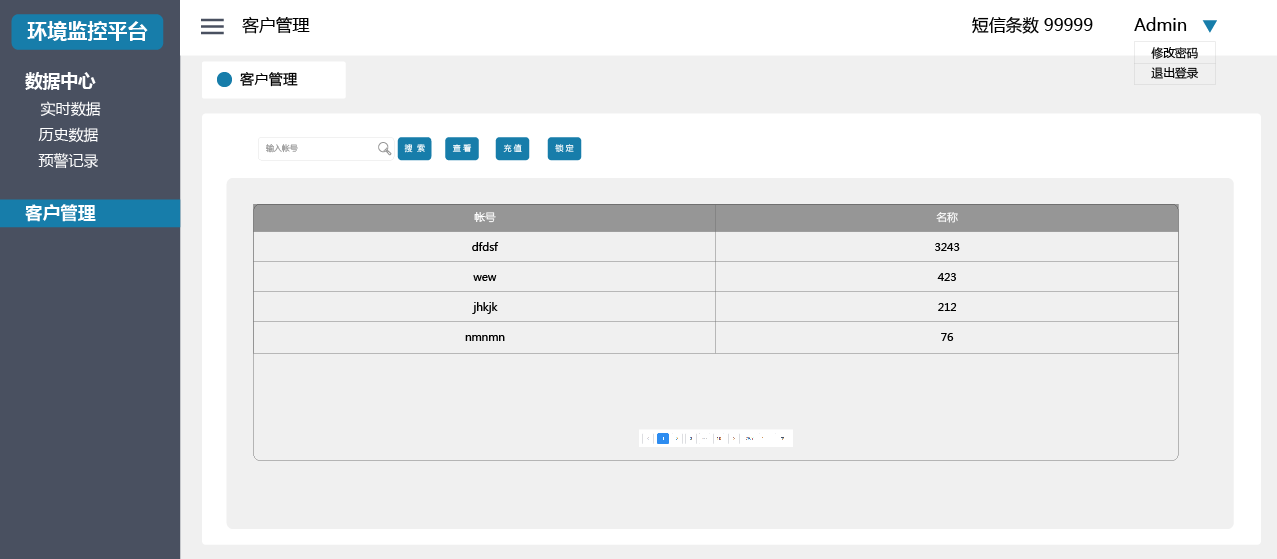 环境监控平台
客户管理
短信条数 99999
Admin
修改密码
退出登录
数据中心
实时数据
历史数据
预警记录
客户管理
客户管理
输入帐号
搜索
查看
充值
锁定
帐号 名称
dfdsf 3243
wew 423
jhkjk 212
nmnmn 76